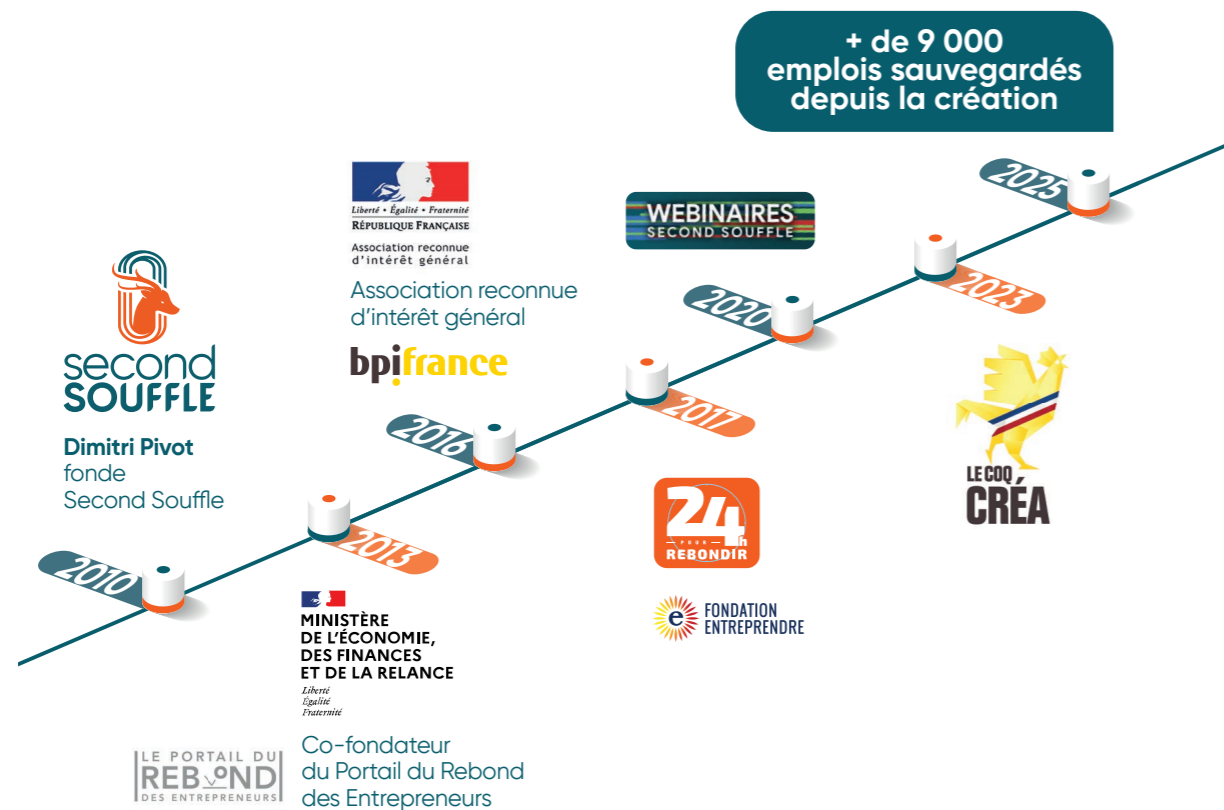 + de 9 000
emplois sauvegardés
depuis la création
2025
2023
2020
2017
2016
2013
2010
WEBINAIRES
SECOND SOUFFLE
Liberté • Égalité • Fraternité
RÉPUBLIQUE FRANÇAISE
Association reconnue
d'intérêt général
Association reconnue
d'intérêt général
bpifrance
second
SOUFFLE
Dimitri Pivot
fonde
Second Souffle
LE COQ
CRÉA
24h
POUR
REBONDIR
e
FONDATION
ENTREPRENDRE
MINISTÈRE
DE L'ÉCONOMIE,
DES FINANCES
ET DE LA RELANCE
Liberté
Égalité
Fraternité
LE PORTAIL DU
REBOND
DES ENTREPRENEURS
Co-fondateur
du Portail du Rebond
des Entrepreneurs